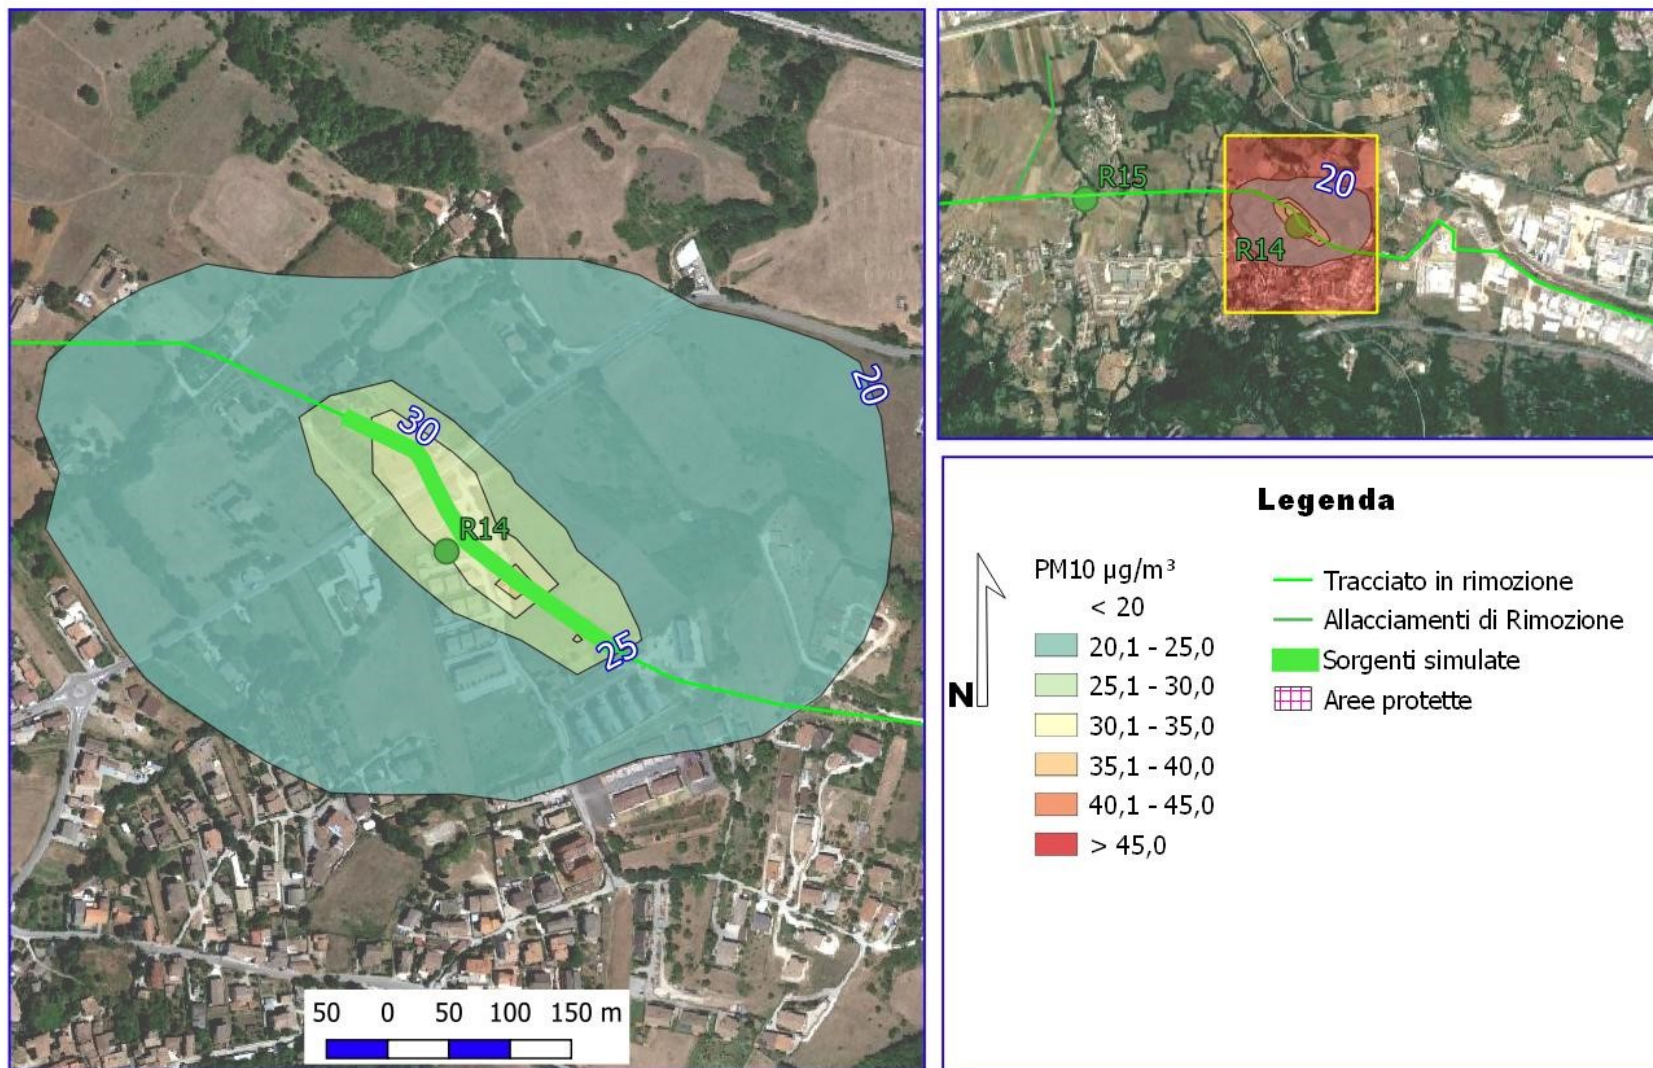 30
20
R14
25
50 0 50 100 150 m
R15
20
R14
Legenda
N
PM10 µg/m³
< 20
20,1 - 25,0
25,1 - 30,0
30,1 - 35,0
35,1 - 40,0
40,1 - 45,0
> 45,0
Tracciato in rimozione
Allacciamenti di Rimozione
Sorgenti simulate
Aree protette